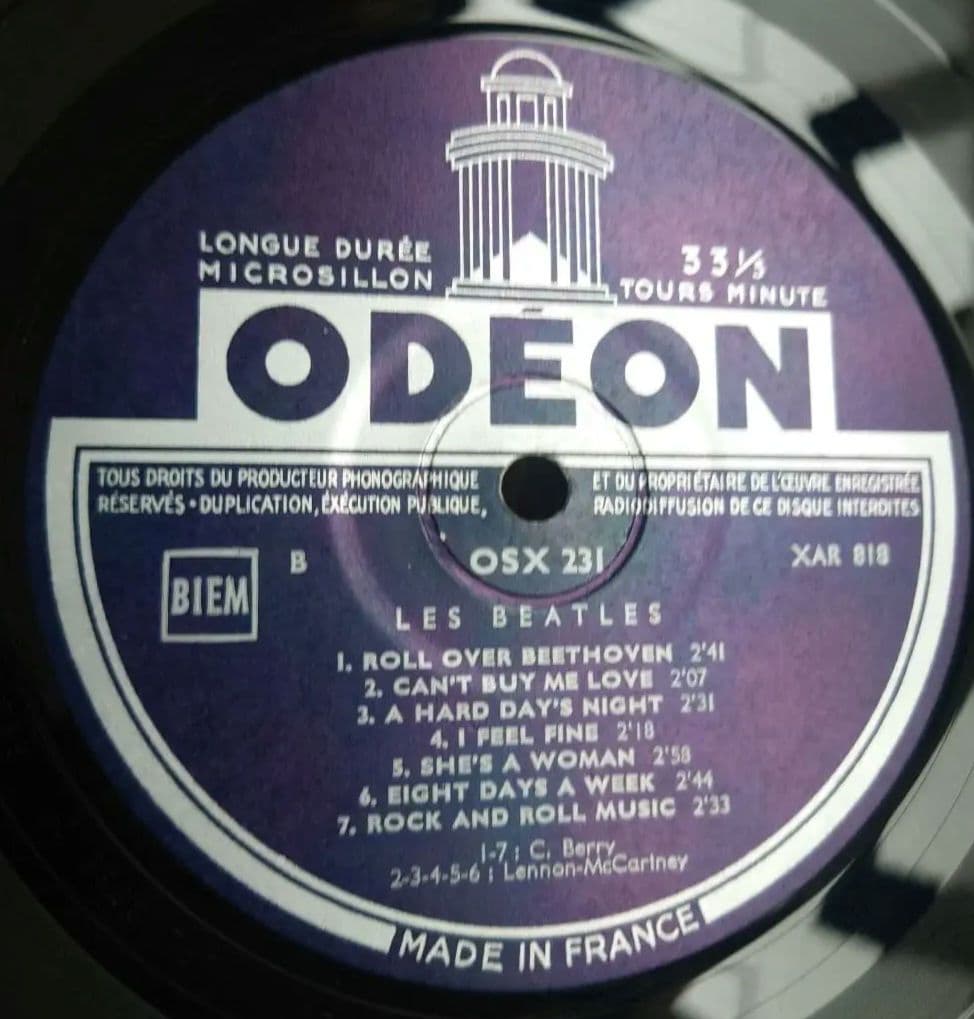 LONGUE DURÉE
MICROSILLON
33⅓
TOURS MINUTE
ODÉON
TOUS DROITS DU PRODUCTEUR PHONOGRAPHIQUE ET DU PROPRIÉTAIRE DE L'ŒUVRE ENREGISTRÉE
RÉSERVÉS • DUPLICATION, ÉXÉCUTION PUBLIQUE, RADIODIFFUSION DE CE DISQUE INTERDITES
BIEM
B OSX 231 XAR 818
LES BEATLES
1. ROLL OVER BEETHOVEN 2'41
2. CAN'T BUY ME LOVE 2'07
3. A HARD DAY'S NIGHT 2'31
4. I FEEL FINE 2'18
5. SHE'S A WOMAN 2'58
6. EIGHT DAYS A WEEK 2'44
7. ROCK AND ROLL MUSIC 2'33
1-7 : C. Berry
2-3-4-5-6 : Lennon-McCartney
MADE IN FRANCE